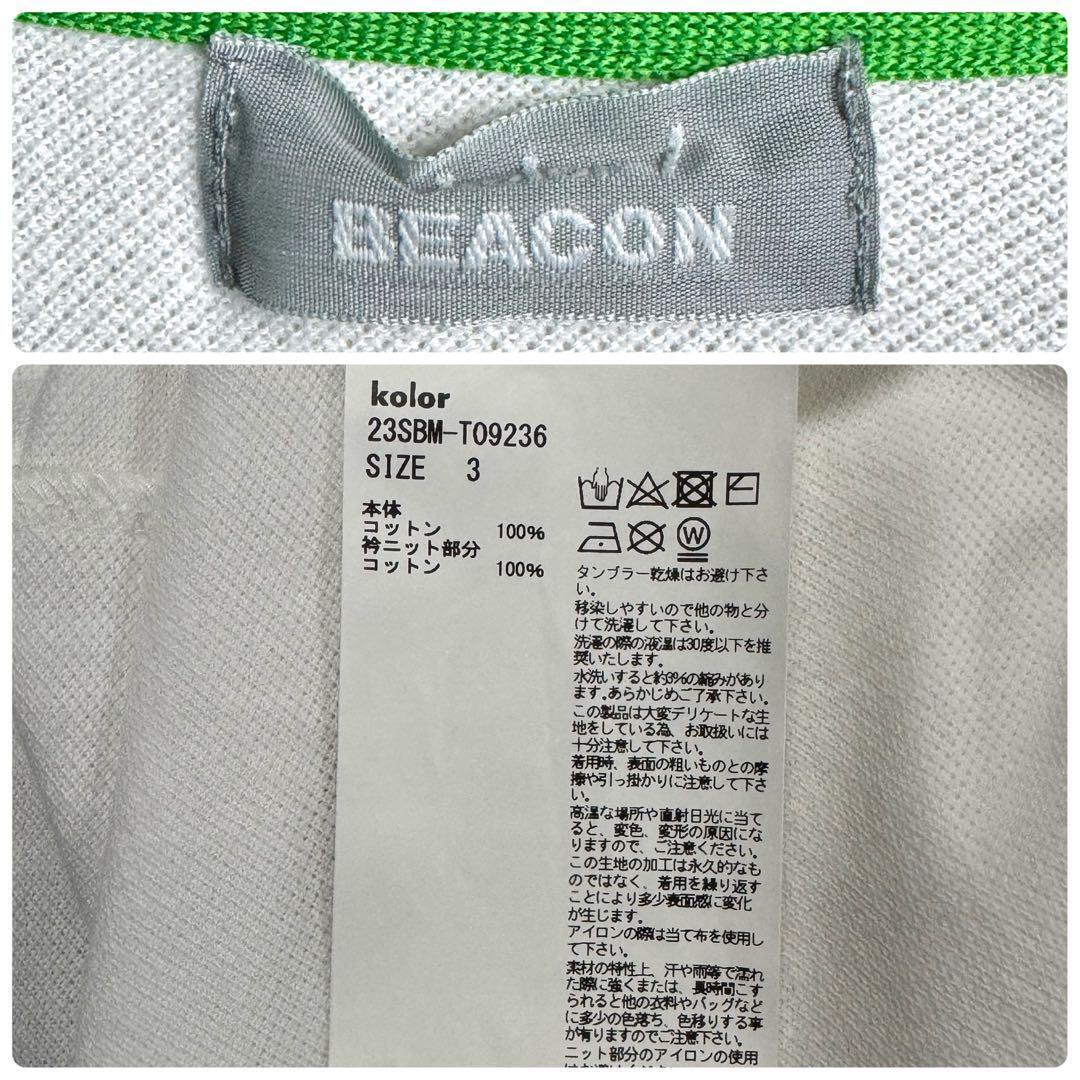 BEACON
kolor
23SBM-T09236
SIZE 3
本体
コットン 100%
衿ニット部分
コットン 100%
W
タンブラー乾燥はお避け下さ
い。
移染しやすいので他の物と分
けて洗濯して下さい。
洗濯の際の液温は30度以下を推
奨いたします。
水洗いすると約3%の縮みがあり
ます。あらかじめご了承下さい。
この製品は大変デリケートな生
地をしている為、お取扱いには
十分注意して下さい。
着用時、表面の粗いものとの摩
擦や引っ掛かりに注意して下さ
い。
高温な場所や直射日光に当て
ると、変色、変形の原因にな
りますので、ご注意ください。
この生地の加工は永久的なも
のではなく、着用を繰り返す
ことにより多少表面感に変化
が生じます。
アイロンの際は当て布を使用し
て下さい。
素材の特性上、汗や雨等で濡れ
た際に強くまたは、長時間こす
られると他の衣料やバッグなど
に多少の色落ち、色移りする事
が有りますのでご注意下さい。
ニット部分のアイロンの使用
はお避けください。